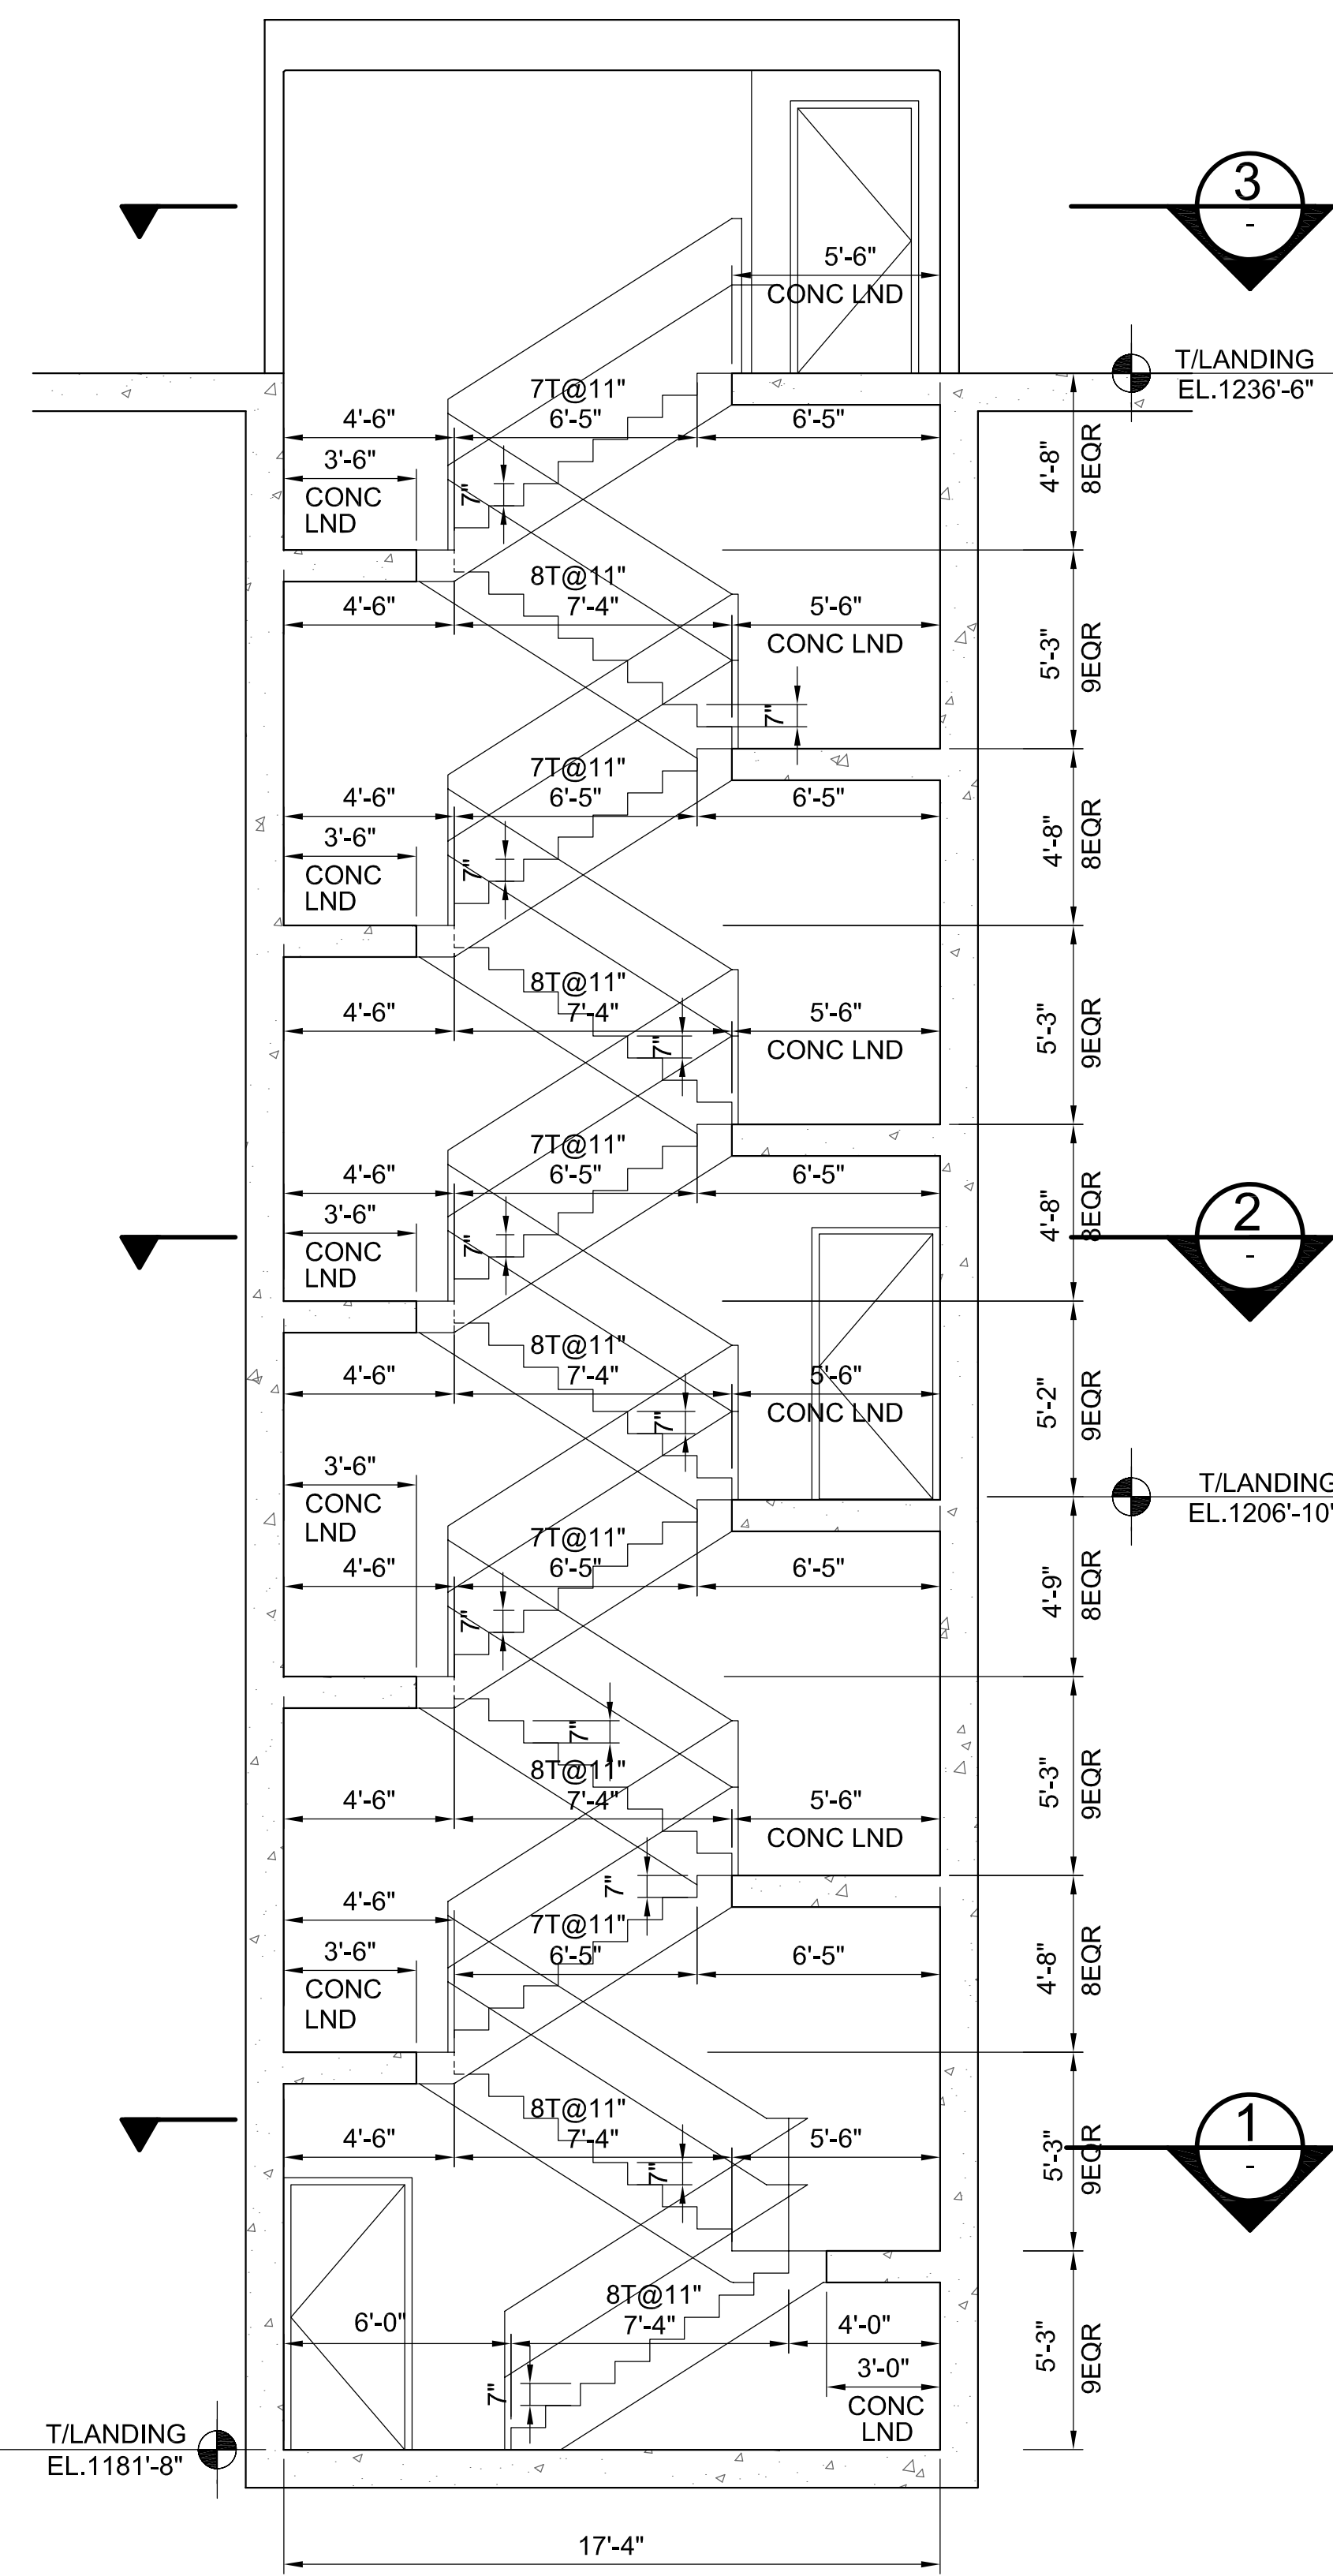 3
-
5'-6"
CONC LND
T/LANDING
EL.1236'-6"
7T@11"
4'-6"
6'-5"
6'-5"
3'-6"
CONC
LND
7"
4'-8"
8EQR
8T@11"
4'-6"
7'-4"
5'-6"
CONC LND
7"
5'-3"
9EQR
7T@11"
4'-6"
6'-5"
6'-5"
3'-6"
CONC
LND
7"
4'-8"
8EQR
8T@11"
4'-6"
7'-4"
5'-6"
CONC LND
7"
5'-3"
9EQR
7T@11"
4'-6"
6'-5"
6'-5"
3'-6"
CONC
LND
7"
4'-8"
8EQR
2
-
8T@11"
4'-6"
7'-4"
5'-6"
CONC LND
7"
5'-2"
9EQR
T/LANDING
EL.1206'-10"
3'-6"
CONC
LND
7T@11"
4'-6"
6'-5"
6'-5"
7"
4'-9"
8EQR
7"
8T@11"
4'-6"
7'-4"
5'-6"
CONC LND
5'-3"
9EQR
7"
4'-6"
7T@11"
3'-6"
6'-5"
6'-5"
CONC
LND
4'-8"
8EQR
8T@11"
4'-6"
7'-4"
5'-6"
7"
5'-3"
9EQR
1
-
8T@11"
6'-0"
7'-4"
4'-0"
3'-0"
CONC
LND
7"
5'-3"
9EQR
T/LANDING
EL.1181'-8"
17'-4"